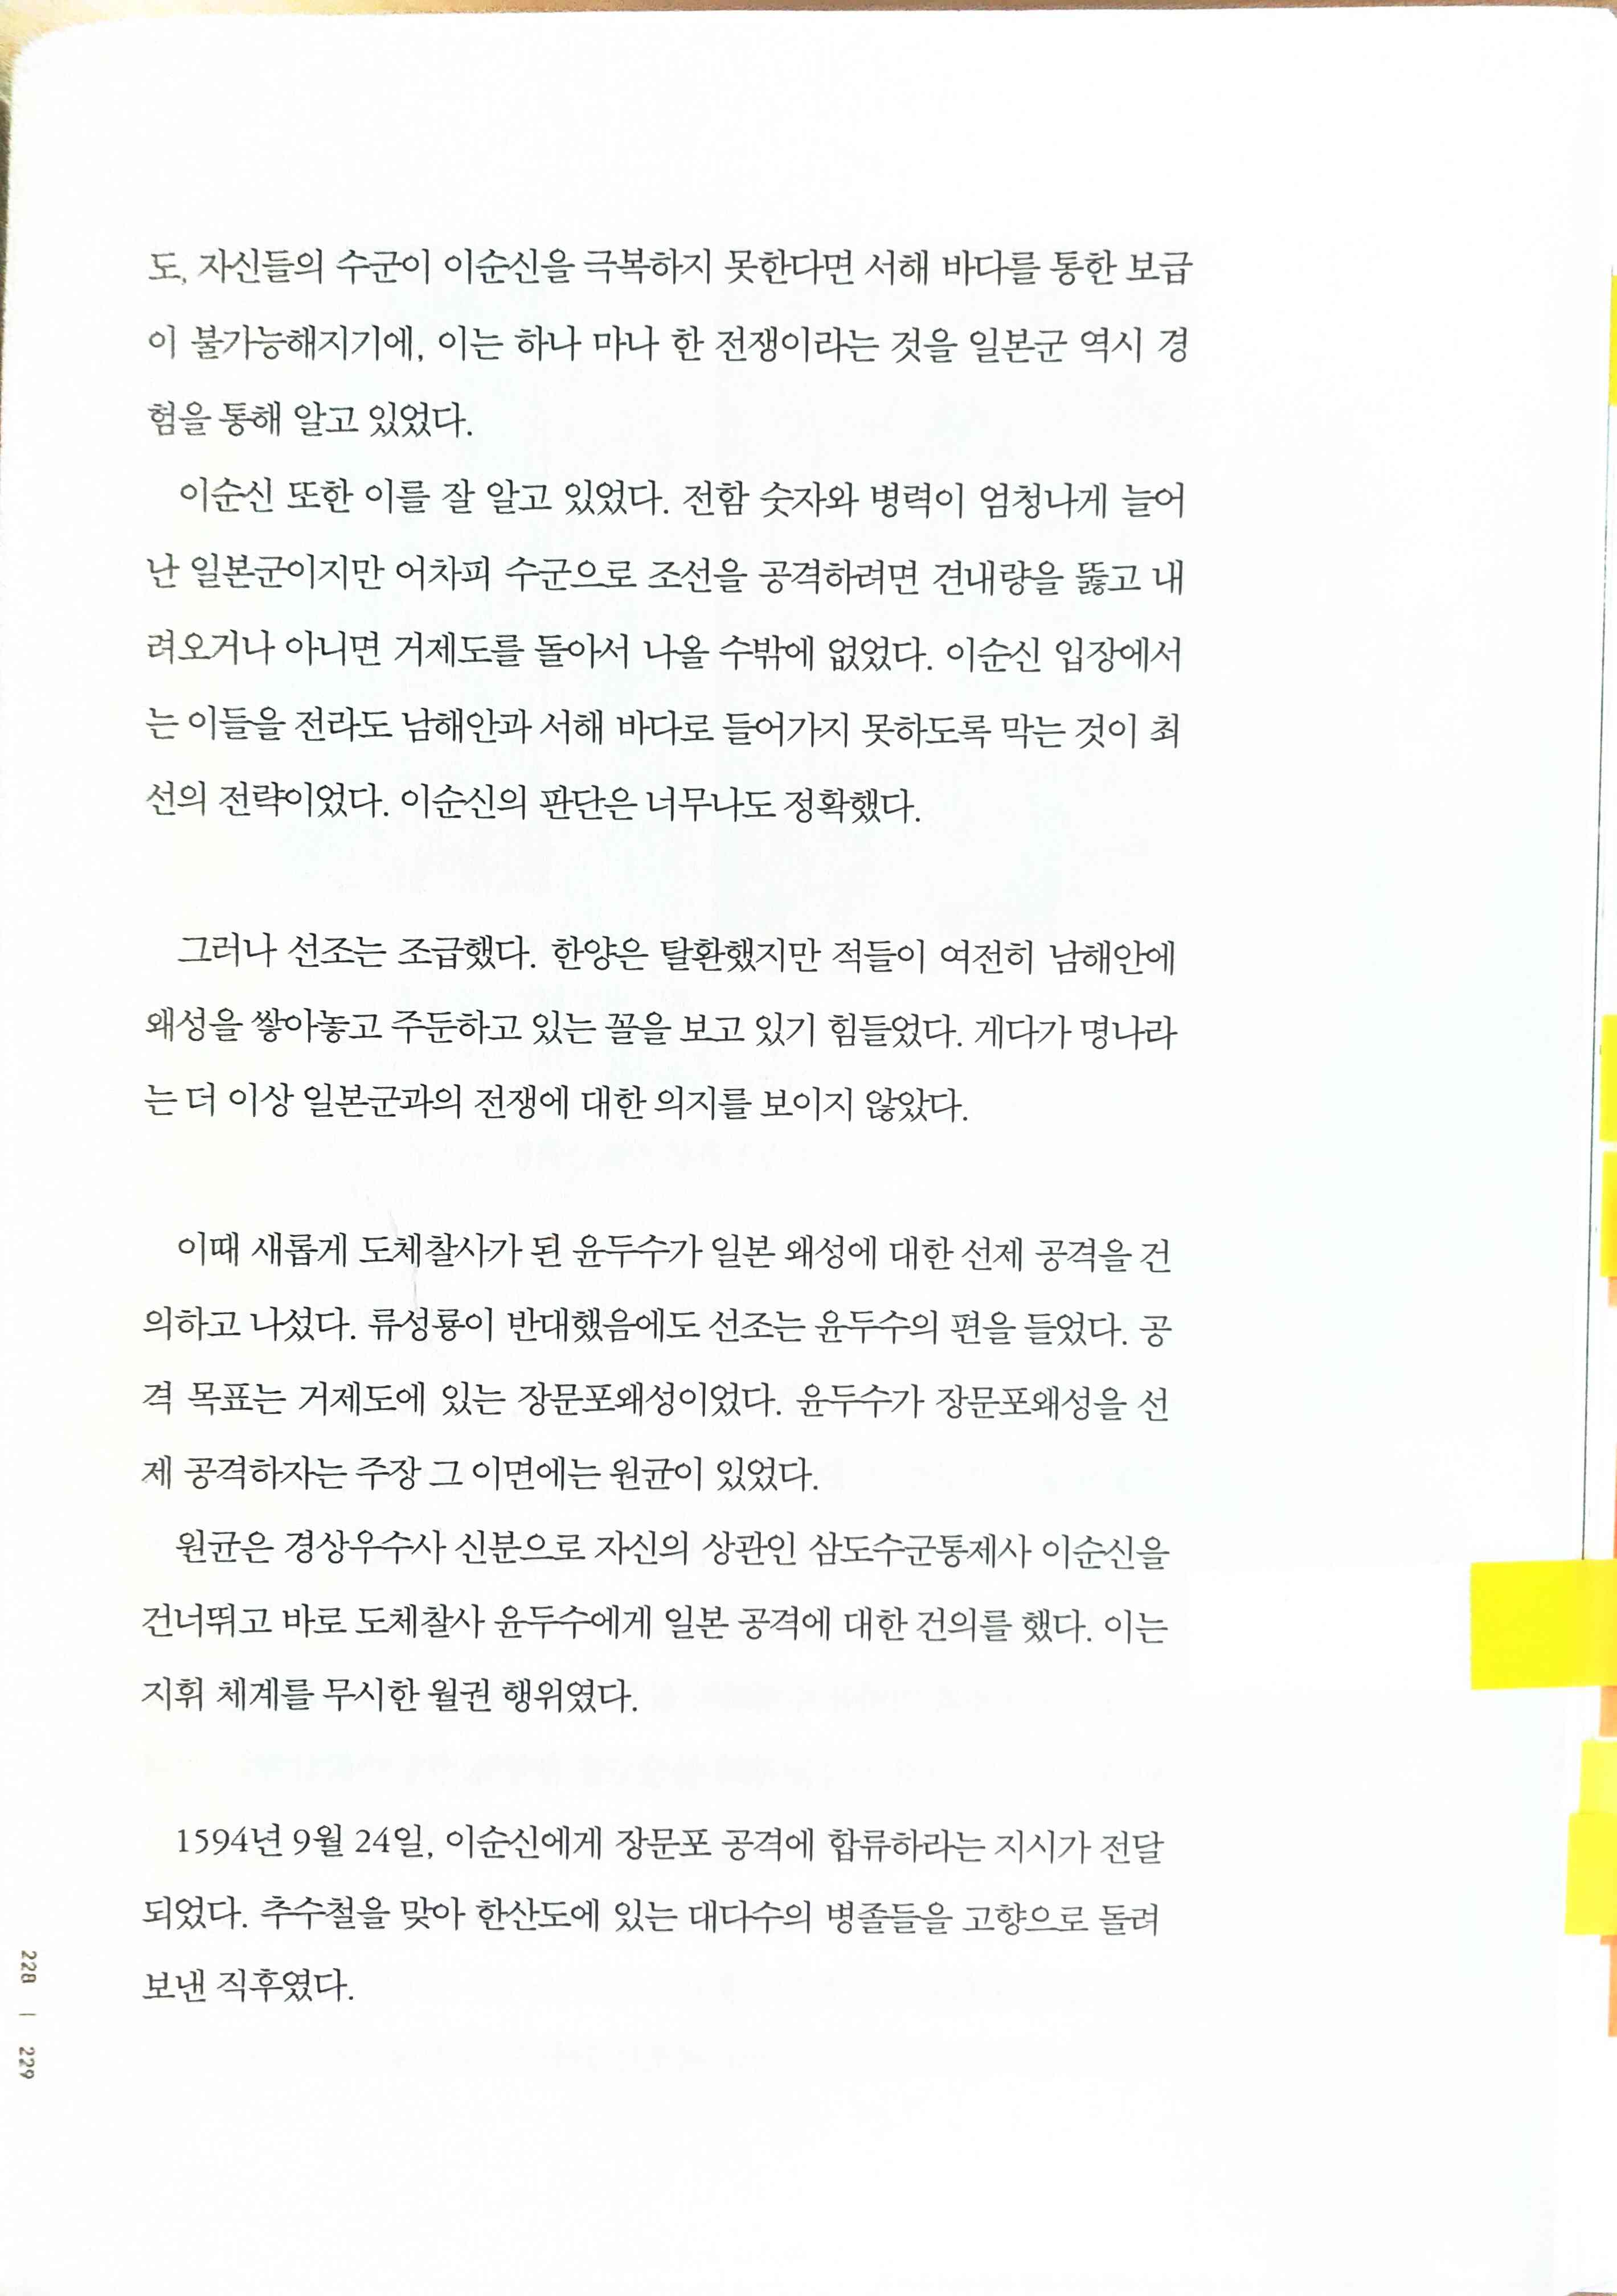 도, 자신들의 수군이 이순신을 극복하지 못한다면 서해 바다를 통한 보급
이 불가능해지기에, 이는 하나 마나 한 전쟁이라는 것을 일본군 역시 경
험을 통해 알고 있었다.
이순신 또한 이를 잘 알고 있었다. 전함 숫자와 병력이 엄청나게 늘어
난 일본군이지만 어차피 수군으로 조선을 공격하려면 견내량을 뚫고 내
려오거나 아니면 거제도를 돌아서 나올 수밖에 없었다. 이순신 입장에서
는 이들을 전라도 남해안과 서해 바다로 들어가지 못하도록 막는 것이 최
선의 전략이었다. 이순신의 판단은 너무나도 정확했다.
그러나 선조는 조급했다. 한양은 탈환했지만 적들이 여전히 남해안에
왜성을 쌓아놓고 주둔하고 있는 꼴을 보고 있기 힘들었다. 게다가 명나라
는 더 이상 일본군과의 전쟁에 대한 의지를 보이지 않았다.
이때 새롭게 도체찰사가 된 윤두수가 일본 왜성에 대한 선제 공격을 건
의하고 나섰다. 류성룡이 반대했음에도 선조는 윤두수의 편을 들었다. 공
격 목표는 거제도에 있는 장문포왜성이었다. 윤두수가 장문포왜성을 선
제 공격하자는 주장 그 이면에는 원균이 있었다.
원균은 경상우수사 신분으로 자신의 상관인 삼도수군통제사 이순신을
건너뛰고 바로 도체찰사 윤두수에게 일본 공격에 대한 건의를 했다. 이는
지휘 체계를 무시한 월권 행위였다.
1594년 9월 24일, 이순신에게 장문포 공격에 합류하라는 지시가 전달
되었다. 추수철을 맞아 한산도에 있는 대다수의 병졸들을 고향으로 돌려
보낸 직후였다.
228 | 229